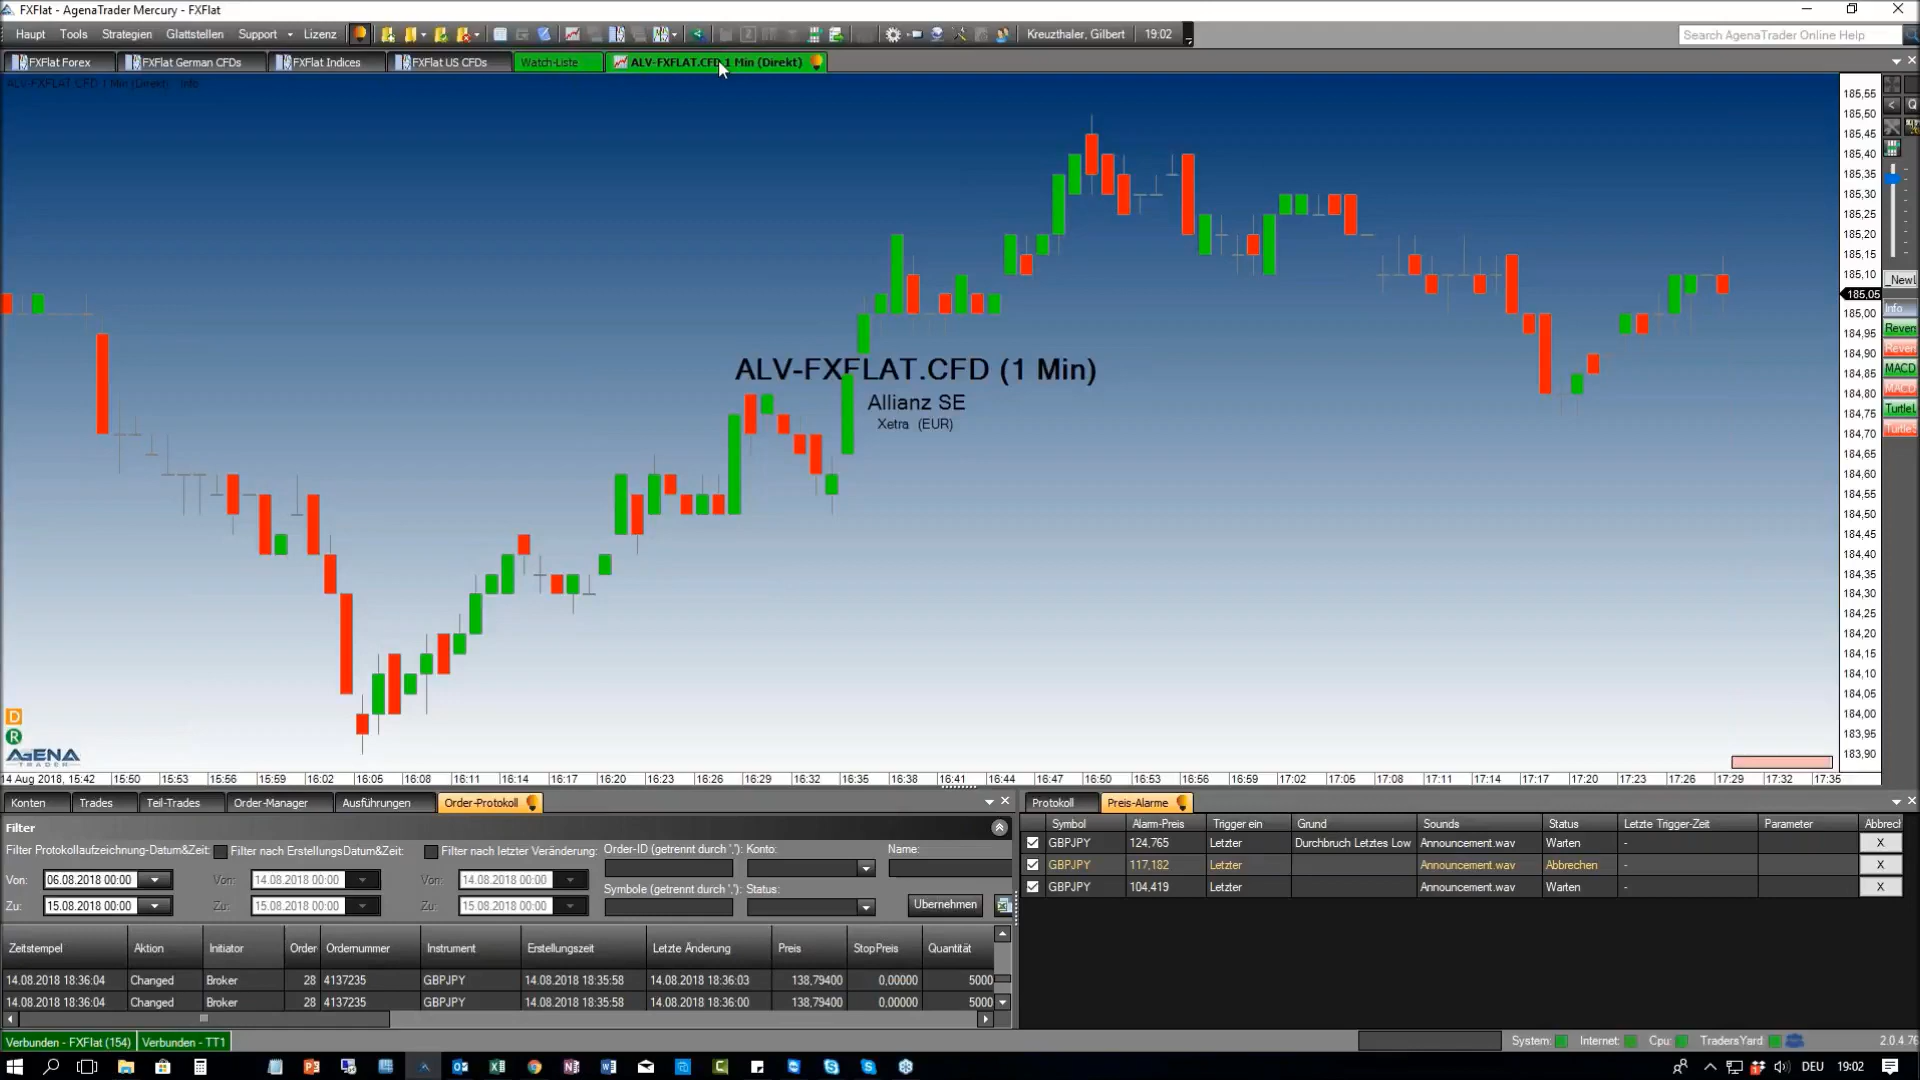 FXFlat - AgenaTrader Mercury - FXFlat
Haupt Tools Strategien Glattstellen Support Lizenz Kreuzthaler, Gilbert 19:02 Search AgenaTrader Online Help
FXFlat Forex FXFlat German CFDs FXFlat Indices FXFlat US CFDs Watch-Liste ALV-FXFLAT.CFD 1 Min (Direkt)
ALV-FXFLAT.CFD 1 Min (Direkt) Info
185,55
185,50
185,45
185,40
185,35
185,30
185,25
185,20
185,15
185,10
185,05
185,00
184,95
184,90
184,85
184,80
184,75
184,70
184,65
184,60
184,55
184,50
184,45
184,40
184,35
184,30
184,25
184,20
184,15
184,10
184,05
184,00
183,95
183,90
< Q
_NewL
Info
Revers
Revers
MACD
MACD
TurtleL
TurtleS
ALV-FXFLAT.CFD (1 Min)
Allianz SE
Xetra (EUR)
D
R
AGENA
TRADER
14 Aug 2018, 15:42 15:50 15:53 15:56 15:59 16:02 16:05 16:08 16:11 16:14 16:17 16:20 16:23 16:26 16:29 16:32 16:35 16:38 16:41 16:44 16:47 16:50 16:53 16:56 16:59 17:02 17:05 17:08 17:11 17:14 17:17 17:20 17:23 17:26 17:29 17:32 17:35
Konten Trades Teil-Trades Order-Manager Ausführungen Order-Protokoll
Filter
Filter Protokollaufzeichnung-Datum&Zeit: Filter nach ErstellungsDatum&Zeit: Filter nach letzter Veränderung: Order-ID (getrennt durch ','): Konto: Name:
Von: 06.08.2018 00:00 Von: 14.08.2018 00:00 Von: 14.08.2018 00:00 Symbole (getrennt durch ','): Status:
Zu: 15.08.2018 00:00 Zu: 15.08.2018 00:00 Zu: 15.08.2018 00:00 Übernehmen
Zeitstempel Aktion Initiator Order Ordernummer Instrument Erstellungszeit Letzte Änderung Preis StopPreis Quantität
14.08.2018 18:36:04 Changed Broker 28 4137235 GBPJPY 14.08.2018 18:35:58 14.08.2018 18:36:03 138,79400 0,00000 5000
14.08.2018 18:36:04 Changed Broker 28 4137235 GBPJPY 14.08.2018 18:35:58 14.08.2018 18:36:00 138,79400 0,00000 5000
Protokoll Preis-Alarme
Symbol Alarm-Preis Trigger ein Grund Sounds Status Letzte Trigger-Zeit Parameter Abbrec
GBPJPY 124,765 Letzter Durchbruch Letztes Low Announcement.wav Warten - X
GBPJPY 117,182 Letzter Announcement.wav Abbrechen - X
GBPJPY 104,419 Letzter Announcement.wav Warten - X
Verbunden - FXFlat (154) Verbunden - TT1 System: Internet: Cpu: TradersYard 2.0.4.76
DEU 19:02